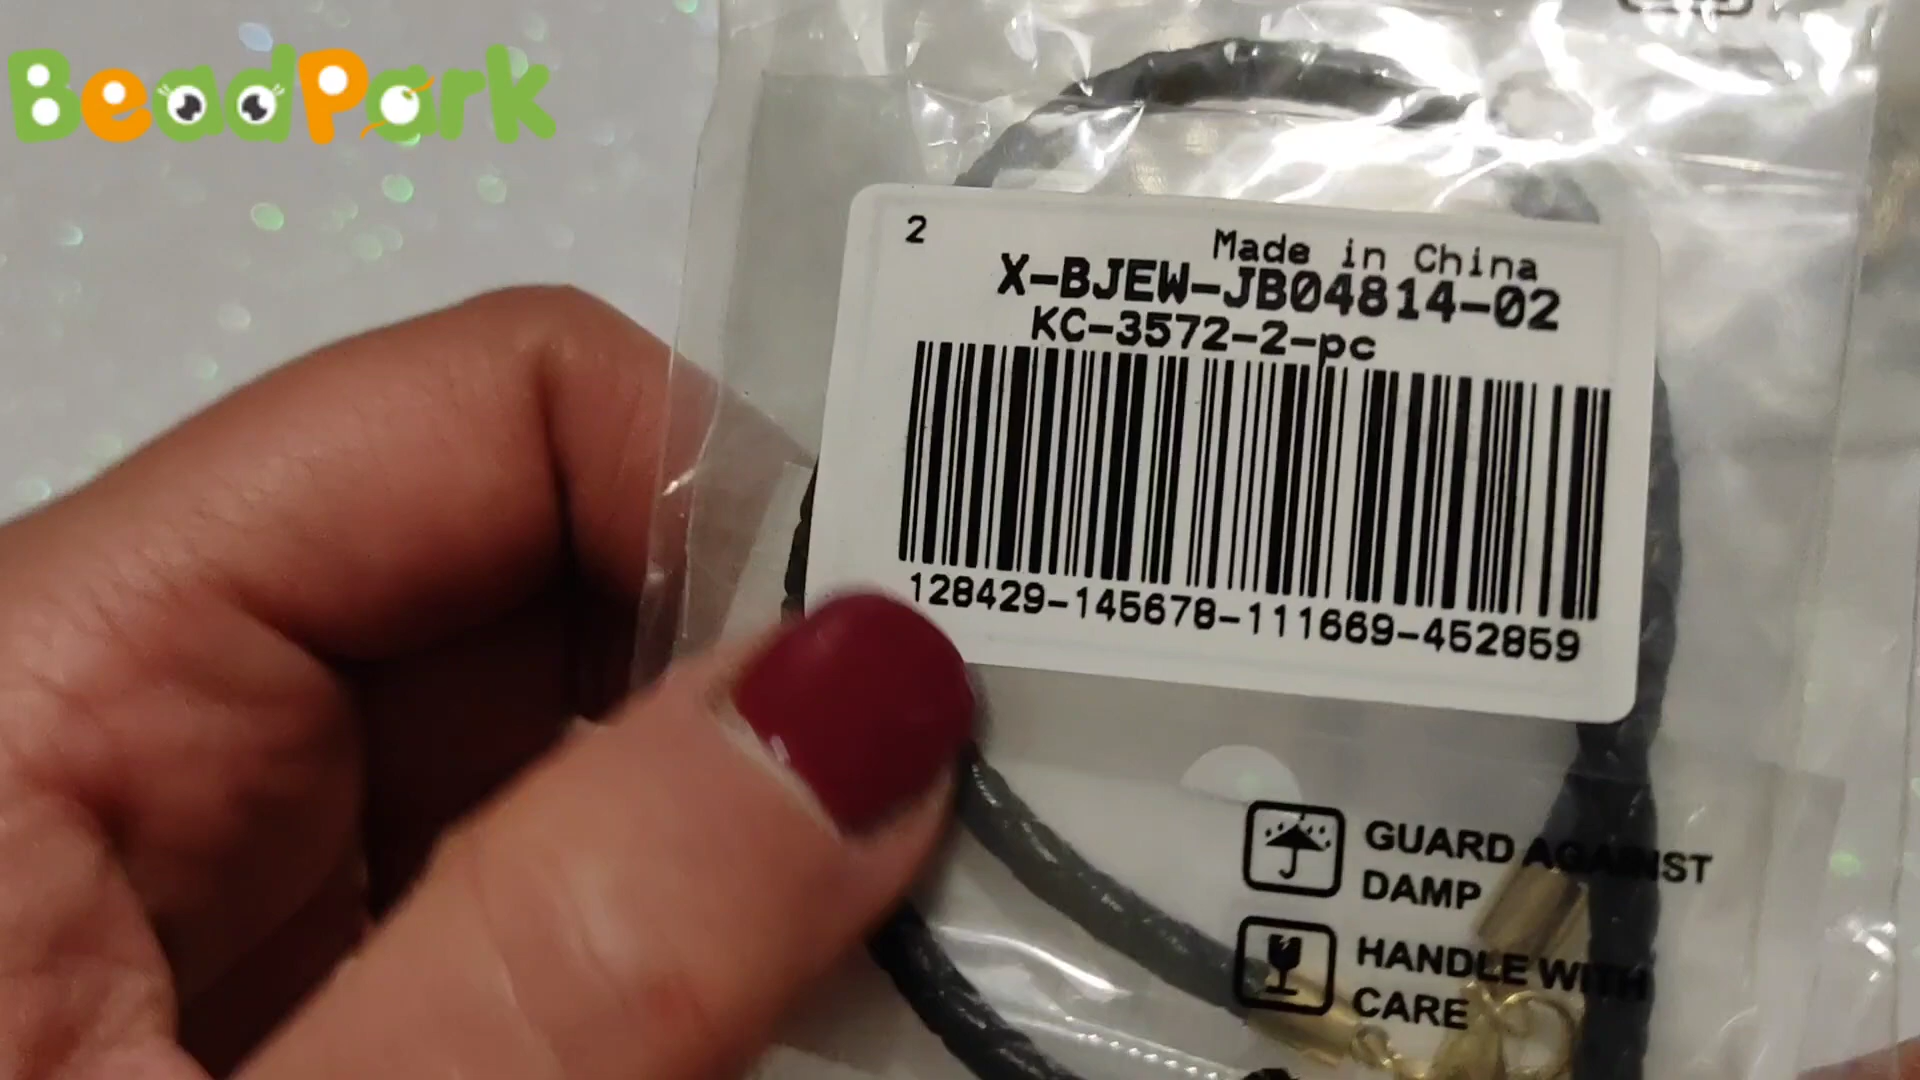 BeadPark
2
Made in China
X-BJEW-JB04814-02
KC-3572-2-pc
128429-145678-111669-452859
GUARD AGAINST
DAMP
HANDLE WITH
CARE